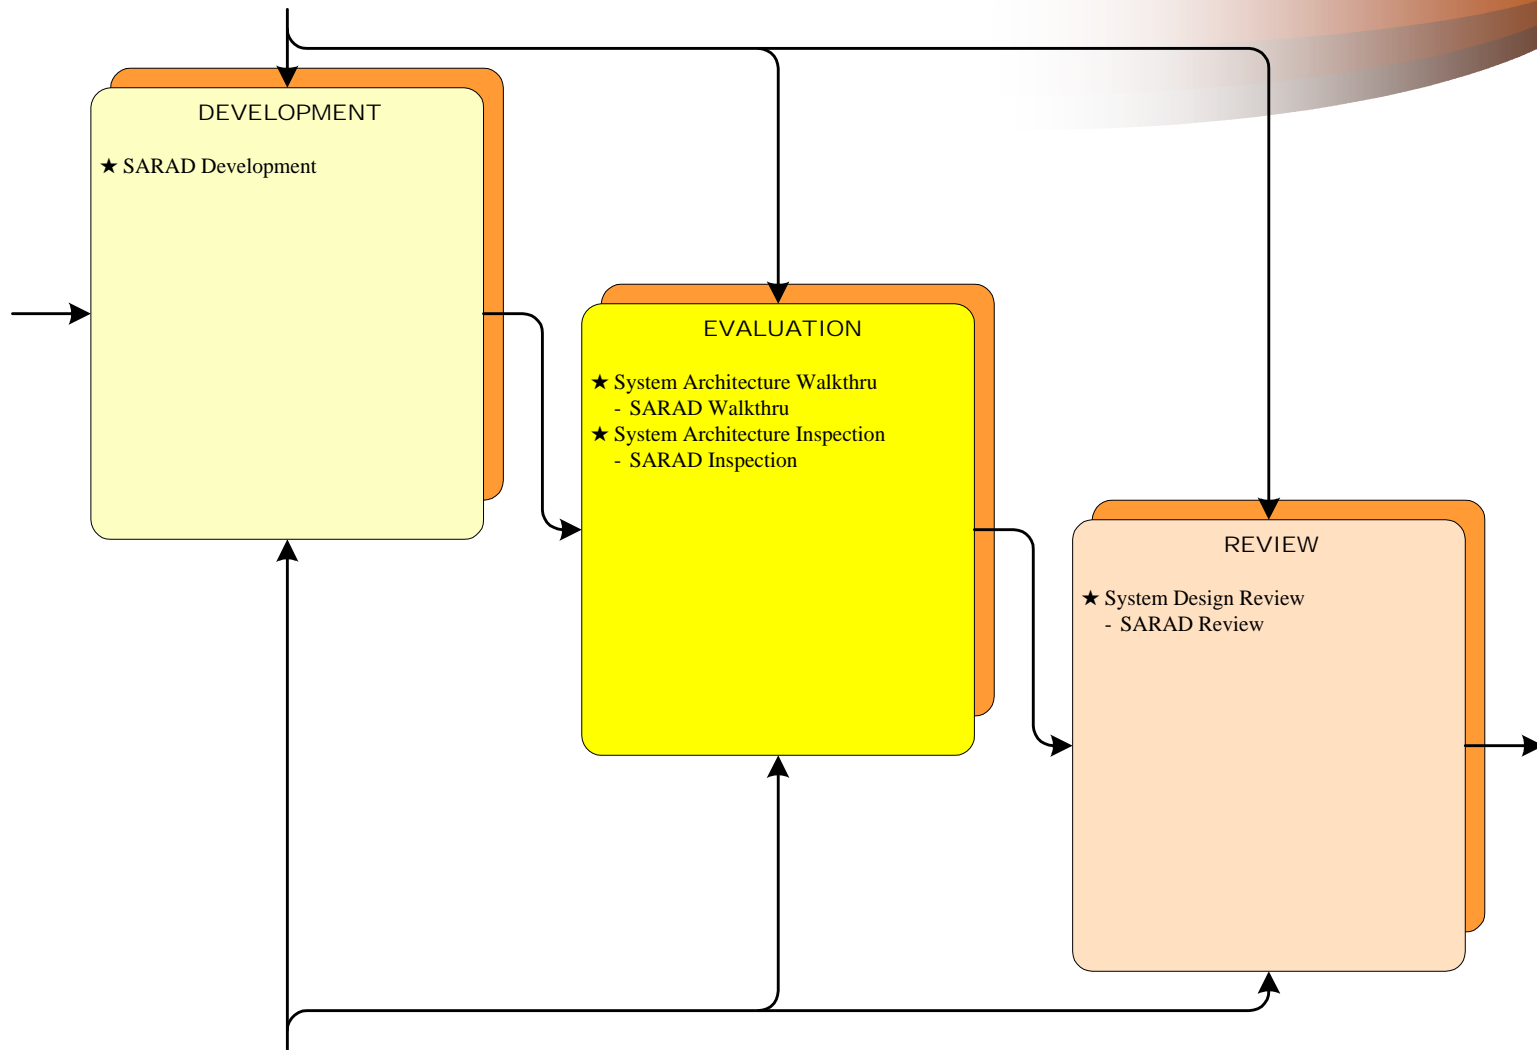 DEVELOPMENT
★ SARAD Development
EVALUATION
★ System Architecture Walkthru
- SARAD Walkthru
★ System Architecture Inspection
- SARAD Inspection
REVIEW
★ System Design Review
- SARAD Review